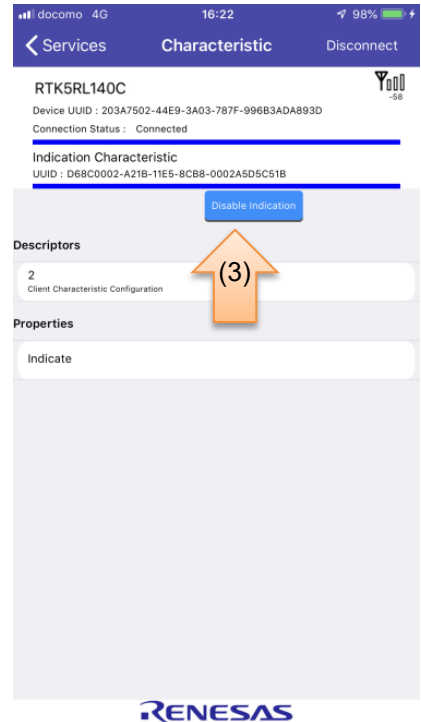 docomo 4G 16:22 98%
Services Characteristic Disconnect
RTK5RL140C
-58
Device UUID : 203A7502-44E9-3A03-787F-996B3ADA893D
Connection Status : Connected
Indication Characteristic
UUID : D68C0002-A21B-11E5-8CB8-0002A5D5C51B
Disable Indication
(3)
Descriptors
2
Client Characteristic Configuration
Properties
Indicate
RENESAS